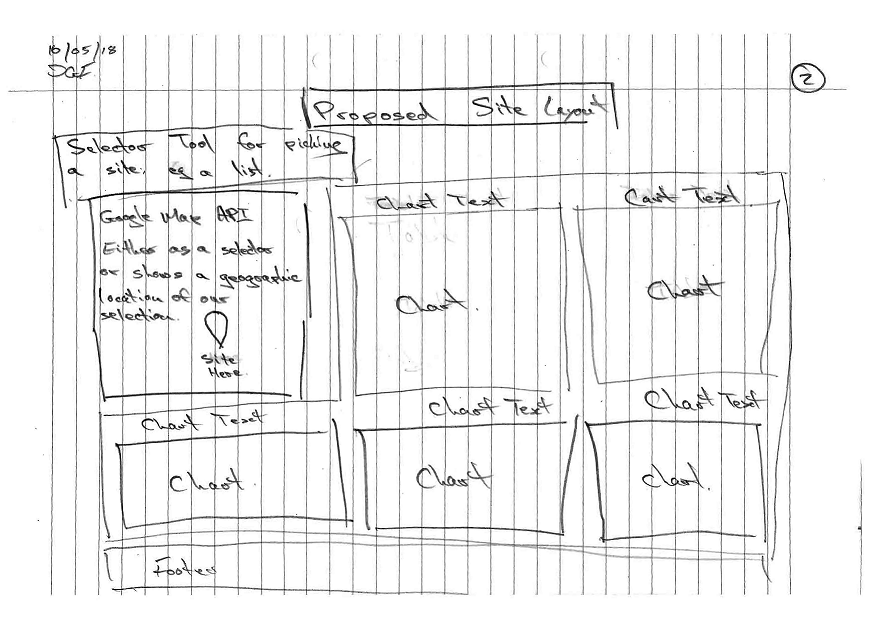 10/05/18
DGI
2
Proposed Site Layout
Selector Tool for picking
a site. eg a list.
Google Map API
Either as a selector
or shows a geographic
location of our
selection.
Site
Here.
Chart Text
Chart.
Cart Text
Chart
Chart Text
Chart.
Chart Text
Chart
Chart Text
Chart.
Footer